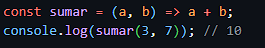 const sumar = (a, b) => a + b;
console.log(sumar(3, 7)); // 10